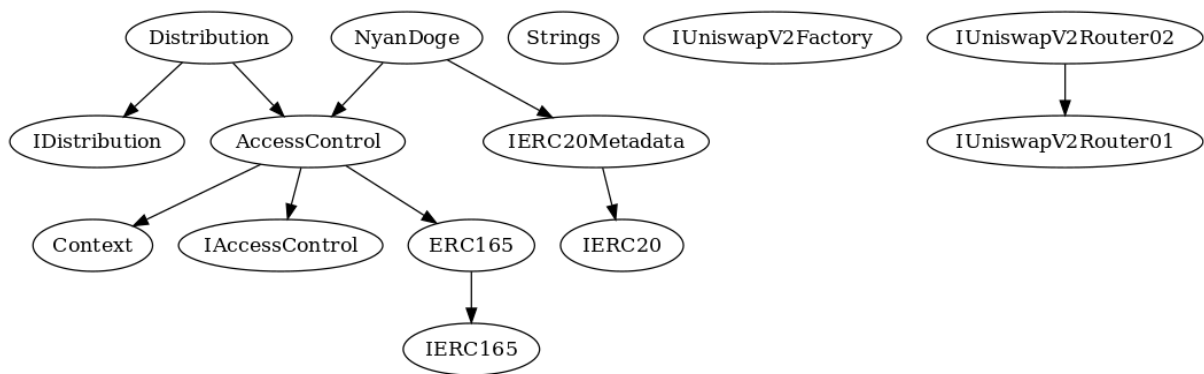 Distribution
NyanDoge
Strings
IUniswapV2Factory
IUniswapV2Router02
IDistribution
AccessControl
IERC20Metadata
IUniswapV2Router01
Context
IAccessControl
ERC165
IERC20
IERC165